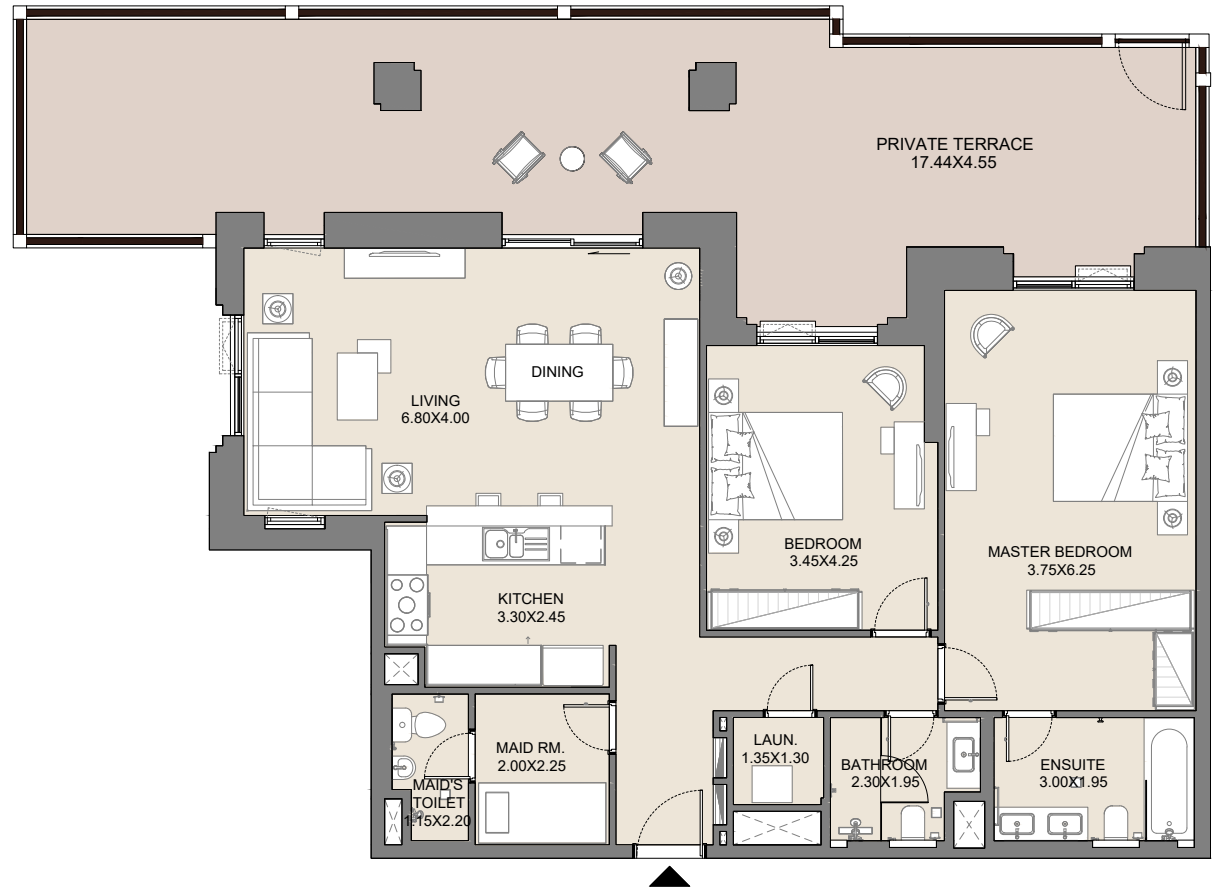 PRIVATE TERRACE
17.44X4.55
DINING
LIVING
6.80X4.00
BEDROOM
3.45X4.25
MASTER BEDROOM
3.75X6.25
KITCHEN
3.30X2.45
MAID RM.
2.00X2.25
LAUN.
1.35X1.30
BATHROOM
2.30X1.95
ENSUITE
3.00X1.95
MAID'S
TOILET
1.15X2.20